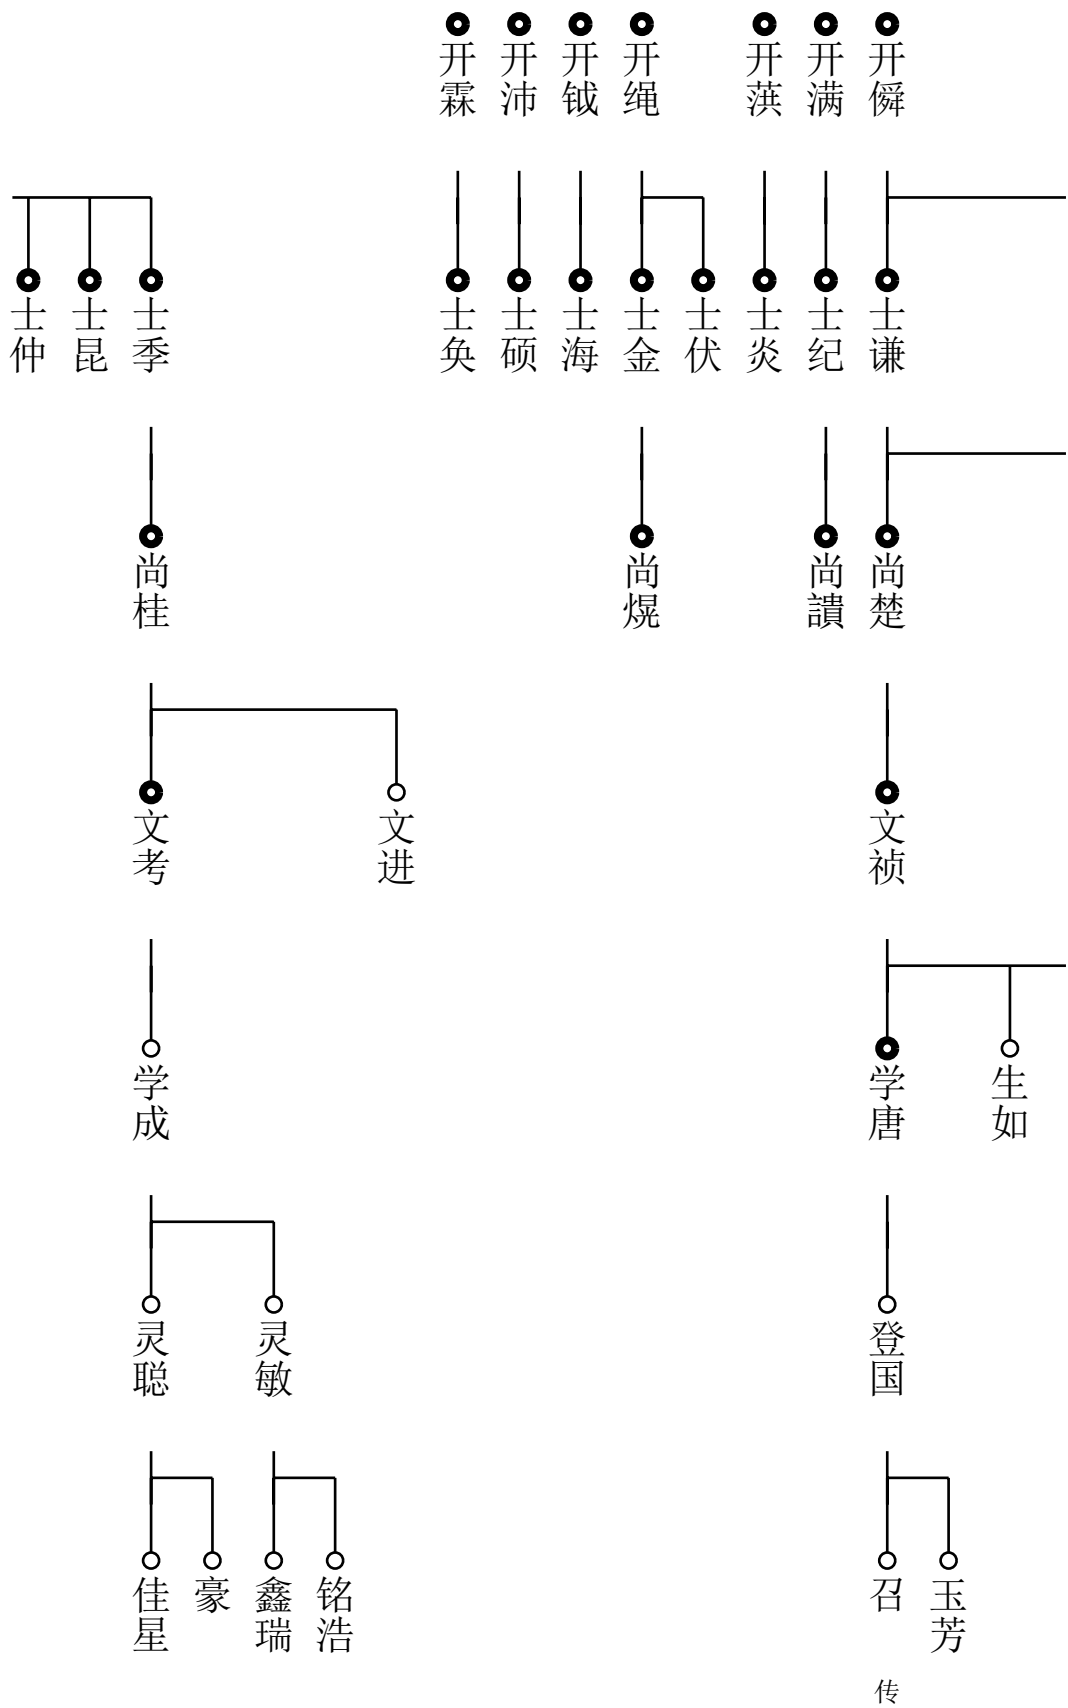 开霖 开沛 开钺 开绳 开蕻 开满 开僢
士仲 士昆 士季 士奂 士硕 士海 士金 士伏 士炎 士纪 士谦
尚桂 尚熀 尚讃 尚楚
文考 文进 文祯
学成 学唐 生如
灵聪 灵敏 登国
佳星 豪 鑫瑞 铭浩 召 玉芳
传